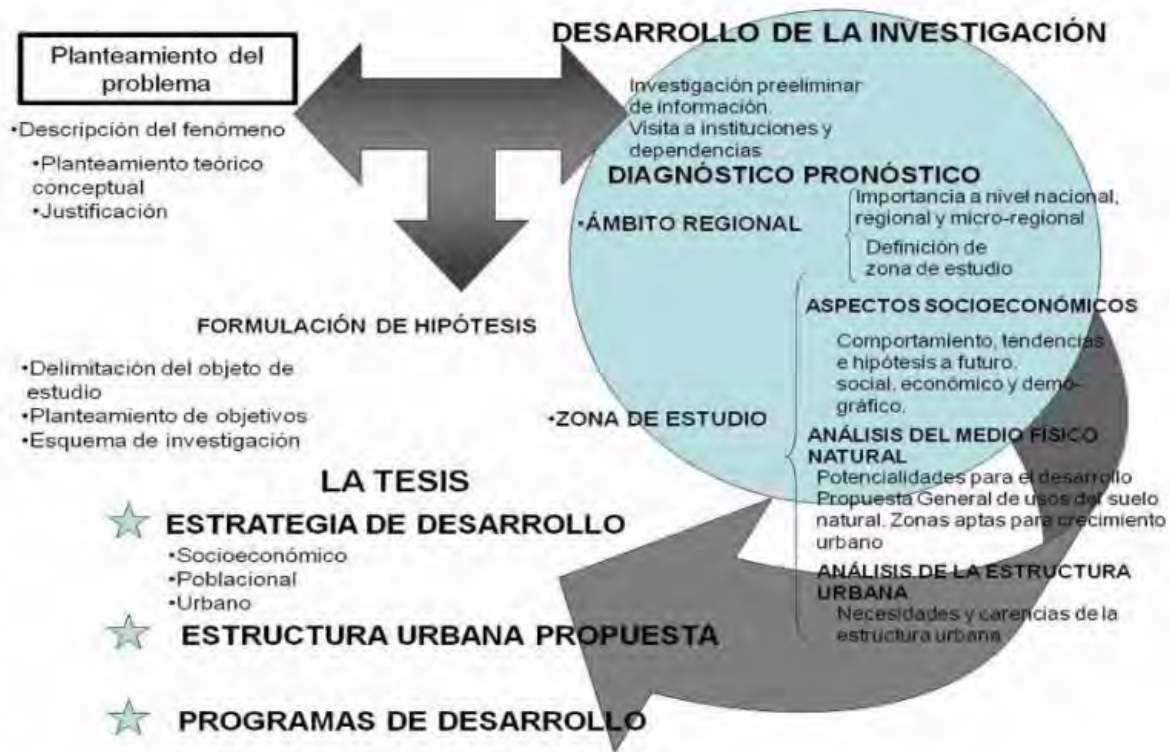 Planteamiento del
problema
•Descripción del fenómeno
•Planteamiento teórico
conceptual
•Justificación
FORMULACIÓN DE HIPÓTESIS
•Delimitación del objeto de
estudio
•Planteamiento de objetivos
•Esquema de investigación
DESARROLLO DE LA INVESTIGACIÓN
Investigación preeliminar
de información.
Visita a instituciones y
dependencias
DIAGNÓSTICO PRONÓSTICO
•ÁMBITO REGIONAL
Importancia a nivel nacional,
regional y micro-regional
Definición de
zona de estudio
•ZONA DE ESTUDIO
ASPECTOS SOCIOECONÓMICOS
Comportamiento, tendencias
e hipótesis a futuro.
social, económico y demo-
gráfico.
ANÁLISIS DEL MEDIO FÍSICO
NATURAL
Potencialidades para el desarrollo
Propuesta General de usos del suelo
natural. Zonas aptas para crecimiento
urbano
ANÁLISIS DE LA ESTRUCTURA
URBANA
Necesidades y carencias de la
estructura urbana
LA TESIS
ESTRATEGIA DE DESARROLLO
•Socioeconómico
•Poblacional
•Urbano
ESTRUCTURA URBANA PROPUESTA
PROGRAMAS DE DESARROLLO